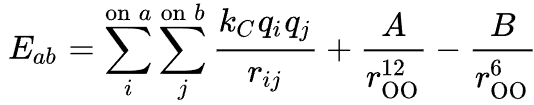 $E_{ab} = \sum_{i}^{\text{on } a} \sum_{j}^{\text{on } b} \frac{k_C q_i q_j}{r_{ij}} + \frac{A}{r_{\text{OO}}^{12}} - \frac{B}{r_{\text{OO}}^{6}}$